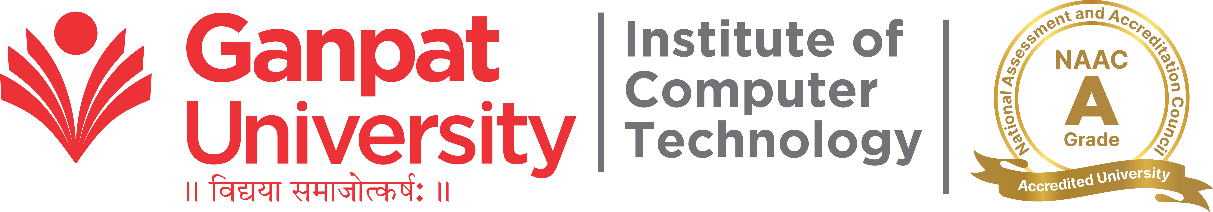 Ganpat
University
॥ विद्यया समाजोत्कर्षः ॥
Institute of
Computer
Technology
National Assessment and Accreditation Council
NAAC
A
Grade
Accredited University